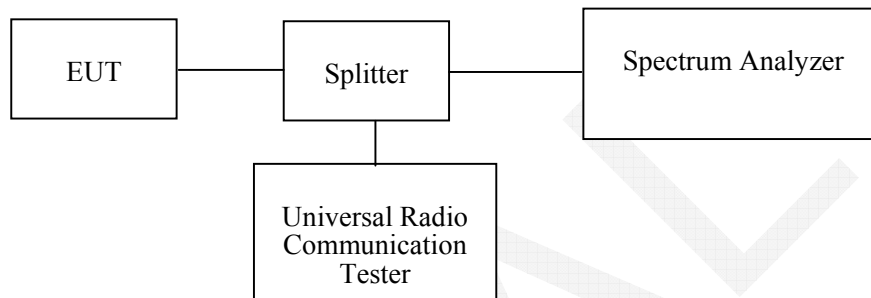 EUT
Splitter
Spectrum Analyzer
Universal Radio
Communication
Tester